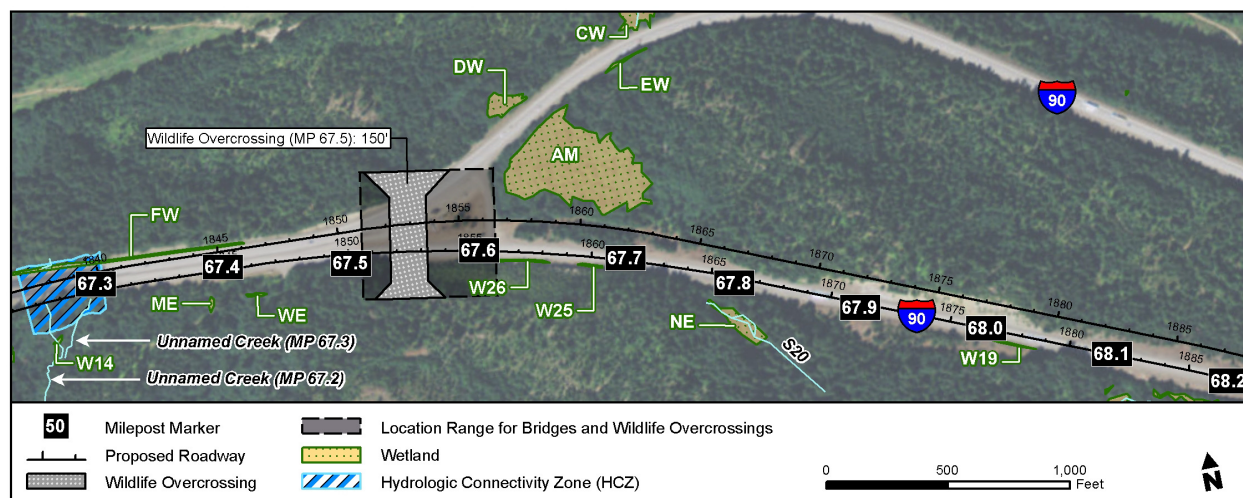 CW
DW
EW
90
Wildlife Overcrossing (MP 67.5): 150'
AM
FW
1840
1845
1850
1855
1860
1865
1870
1875
1880
1885
1850
1855
1860
1865
1870
1875
1880
1885
67.3
67.4
67.5
67.6
67.7
67.8
67.9
90
68.0
68.1
68.2
ME
WE
W26
W25
NE
S20
W19
W14
Unnamed Creek (MP 67.3)
Unnamed Creek (MP 67.2)
50 Milepost Marker
Proposed Roadway
Wildlife Overcrossing
Location Range for Bridges and Wildlife Overcrossings
Wetland
Hydrologic Connectivity Zone (HCZ)
0 500 1,000
Feet
N